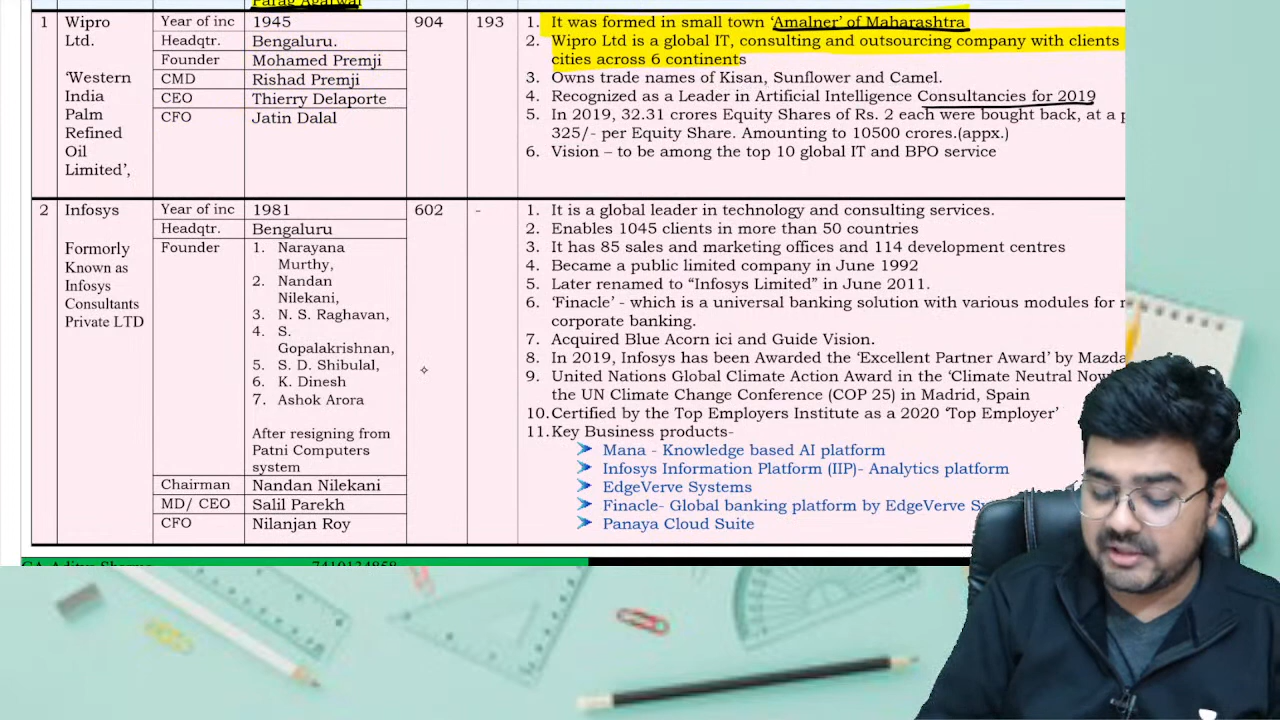 Parag Agarwal
1 Wipro Year of inc 1945 904 193 1. It was formed in small town ‘Amalner’ of Maharashtra
Ltd. Headqtr. Bengaluru. 2. Wipro Ltd is a global IT, consulting and outsourcing company with clients
Founder Mohamed Premji cities across 6 continents
‘Western CMD Rishad Premji 3. Owns trade names of Kisan, Sunflower and Camel.
India CEO Thierry Delaporte 4. Recognized as a Leader in Artificial Intelligence Consultancies for 2019
Palm CFO Jatin Dalal 5. In 2019, 32.31 crores Equity Shares of Rs. 2 each were bought back, at a
Refined 325/- per Equity Share. Amounting to 10500 crores.(appx.)
Oil 6. Vision – to be among the top 10 global IT and BPO service
Limited’,
2 Infosys Year of inc 1981 602 - 1. It is a global leader in technology and consulting services.
Headqtr. Bengaluru 2. Enables 1045 clients in more than 50 countries
Formorly Founder 1. Narayana 3. It has 85 sales and marketing offices and 114 development centres
Known as Murthy, 4. Became a public limited company in June 1992
Infosys 2. Nandan 5. Later renamed to “Infosys Limited” in June 2011.
Consultants Nilekani, 6. ‘Finacle’ - which is a universal banking solution with various modules for
Private LTD 3. N. S. Raghavan, corporate banking.
4. S. 7. Acquired Blue Acorn ici and Guide Vision.
Gopalakrishnan, 8. In 2019, Infosys has been Awarded the ‘Excellent Partner Award’ by Mazda
5. S. D. Shibulal, 9. United Nations Global Climate Action Award in the ‘Climate Neutral Now
6. K. Dinesh the UN Climate Change Conference (COP 25) in Madrid, Spain
7. Ashok Arora 10. Certified by the Top Employers Institute as a 2020 ‘Top Employer’
After resigning from 11. Key Business products-
Patni Computers Mana - Knowledge based AI platform
system Infosys Information Platform (IIP)- Analytics platform
Chairman Nandan Nilekani EdgeVerve Systems
MD/ CEO Salil Parekh Finacle- Global banking platform by EdgeVerve
CFO Nilanjan Roy Panaya Cloud Suite